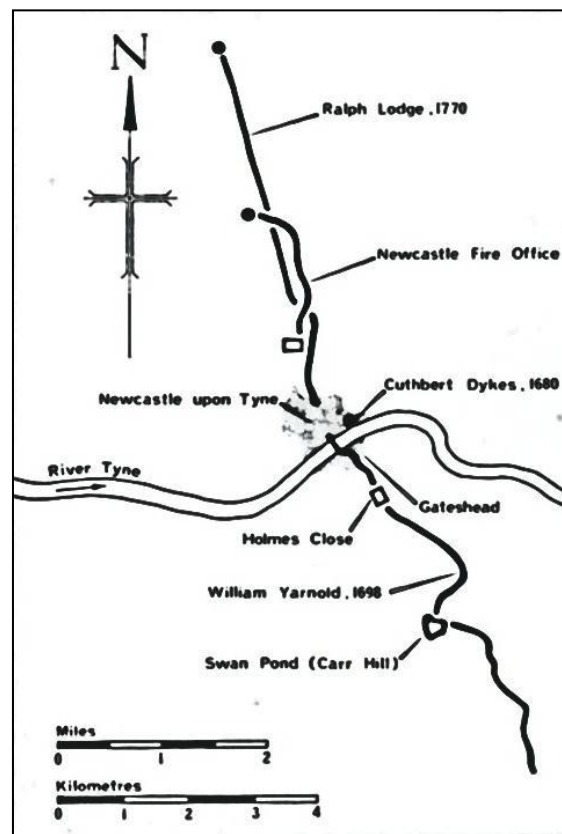 N
Ralph Lodge, 1770
Newcastle Fire Office
Newcastle upon Tyne
Cuthbert Dykes, 1680
River Tyne
Gateshead
Holmes Close
William Yarnold, 1698
Swan Pond (Carr Hill)
Miles
0 1 2
Kilometres
0 1 2 3 4